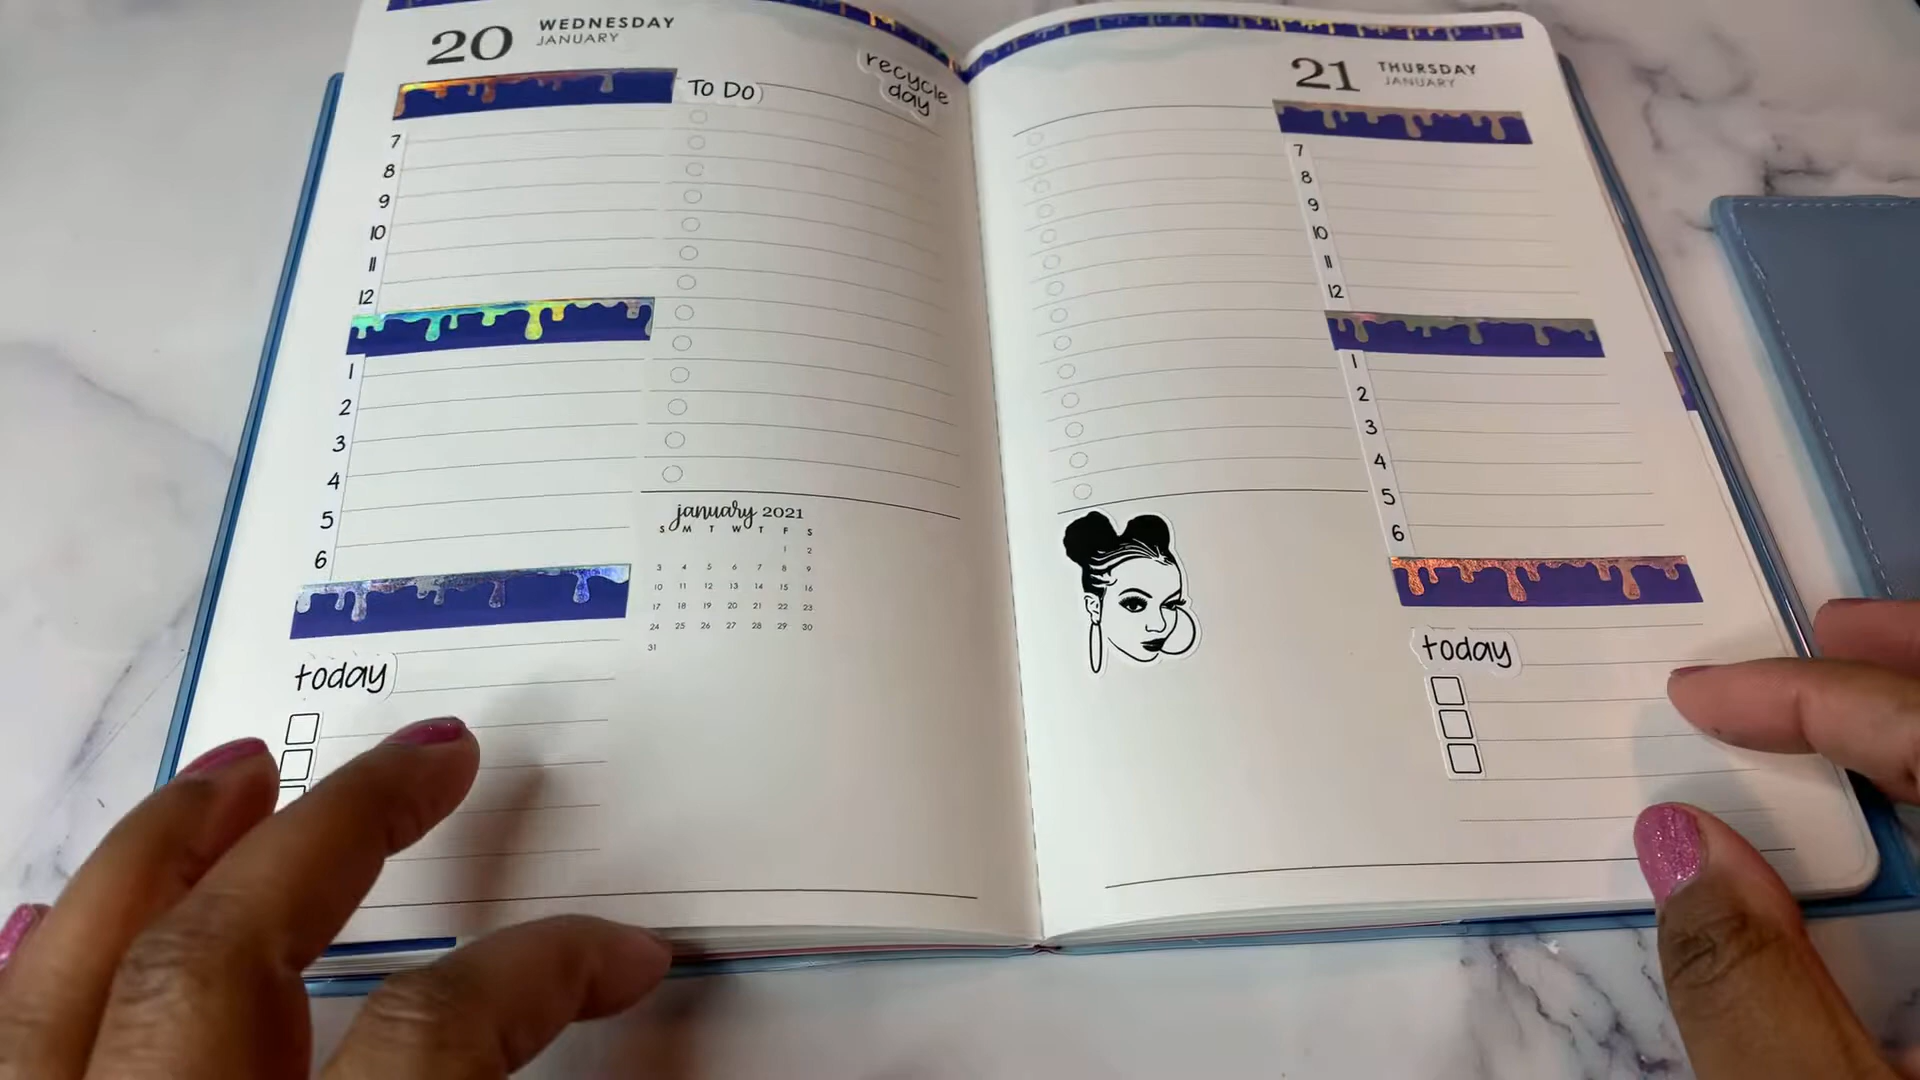 20 WEDNESDAY
JANUARY
To Do
recycle
day
7
8
9
10
11
12
1
2
3
4
5
6
today
january 2021
S M T W T F S
1 2
3 4 5 6 7 8 9
10 11 12 13 14 15 16
17 18 19 20 21 22 23
24 25 26 27 28 29 30
31
21 THURSDAY
JANUARY
7
8
9
10
11
12
1
2
3
4
5
6
today